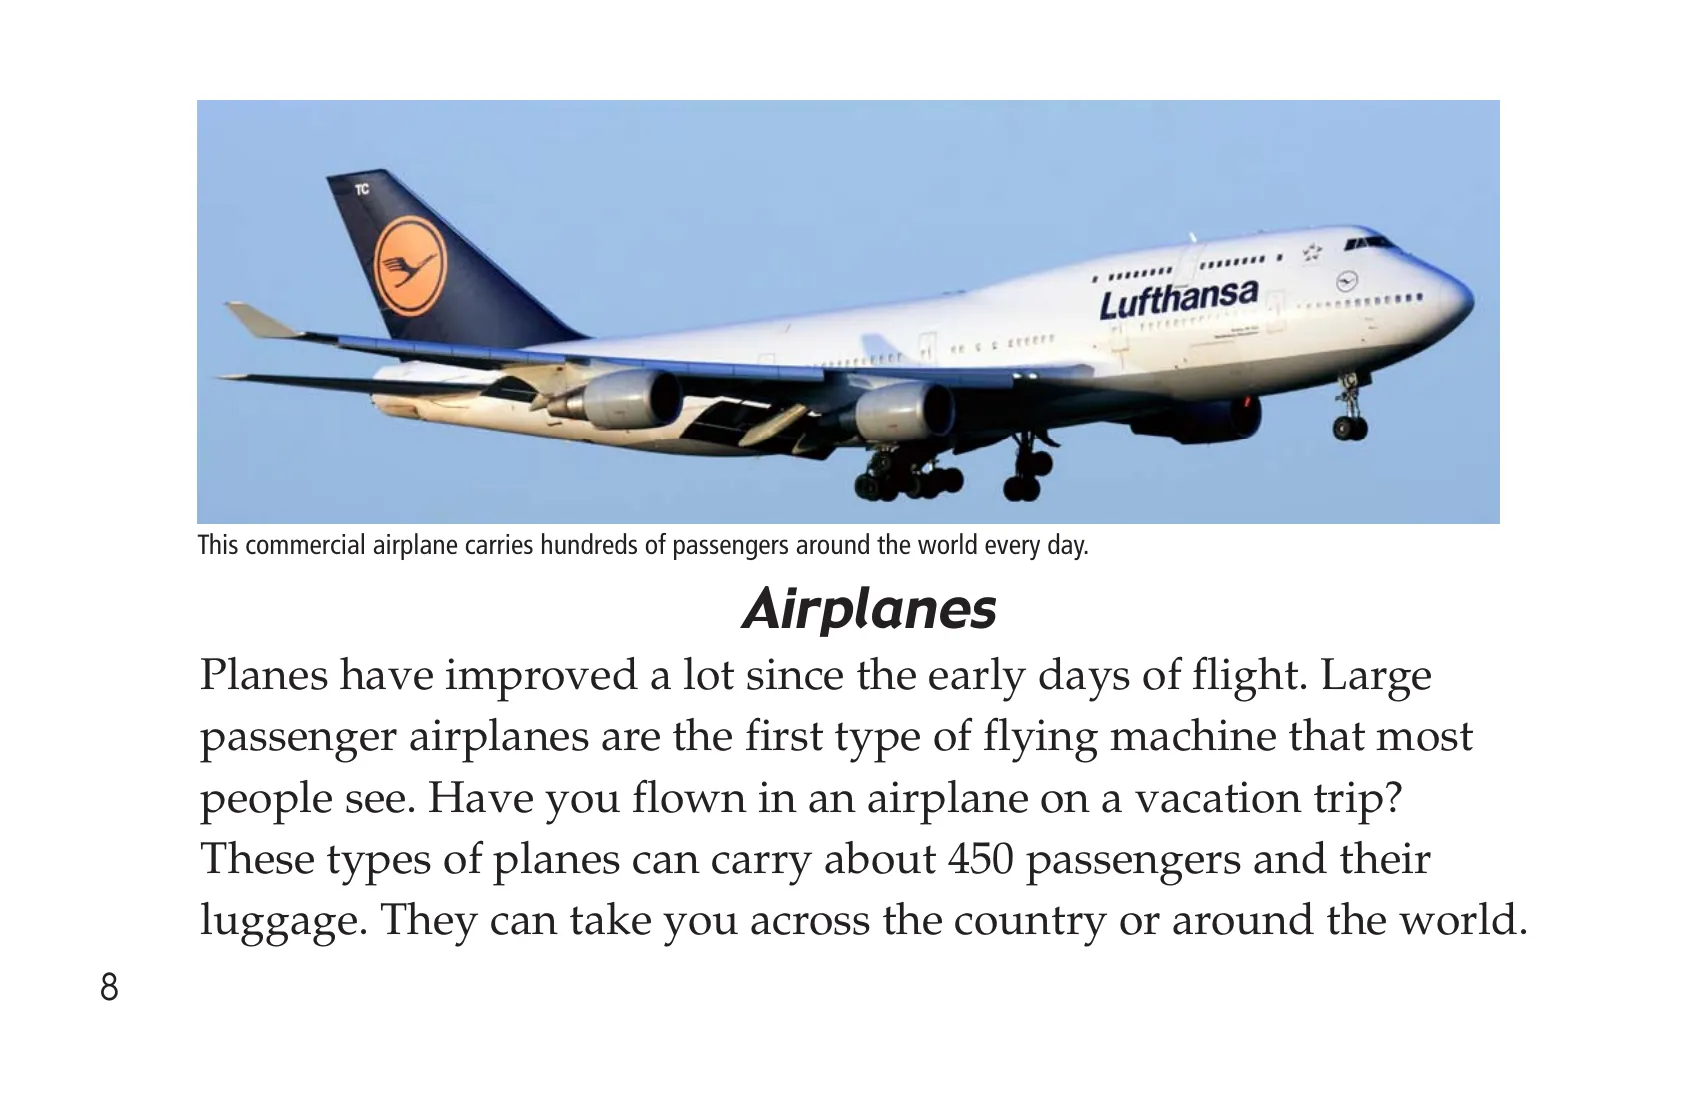 TC
Lufthansa
This commercial airplane carries hundreds of passengers around the world every day.
Airplanes
Planes have improved a lot since the early days of flight. Large
passenger airplanes are the first type of flying machine that most
people see. Have you flown in an airplane on a vacation trip?
These types of planes can carry about 450 passengers and their
luggage. They can take you across the country or around the world.
8